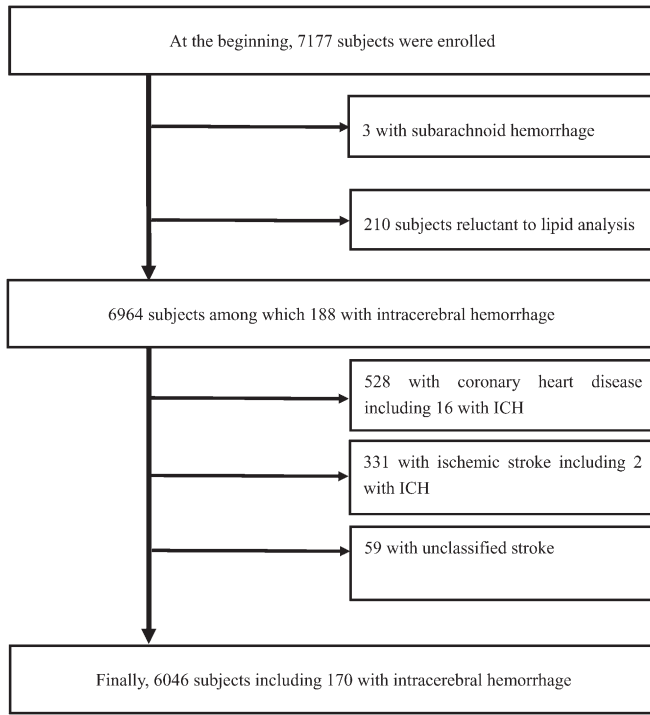 At the beginning, 7177 subjects were enrolled
3 with subarachnoid hemorrhage
210 subjects reluctant to lipid analysis
6964 subjects among which 188 with intracerebral hemorrhage
528 with coronary heart disease
including 16 with ICH
331 with ischemic stroke including 2
with ICH
59 with unclassified stroke
Finally, 6046 subjects including 170 with intracerebral hemorrhage